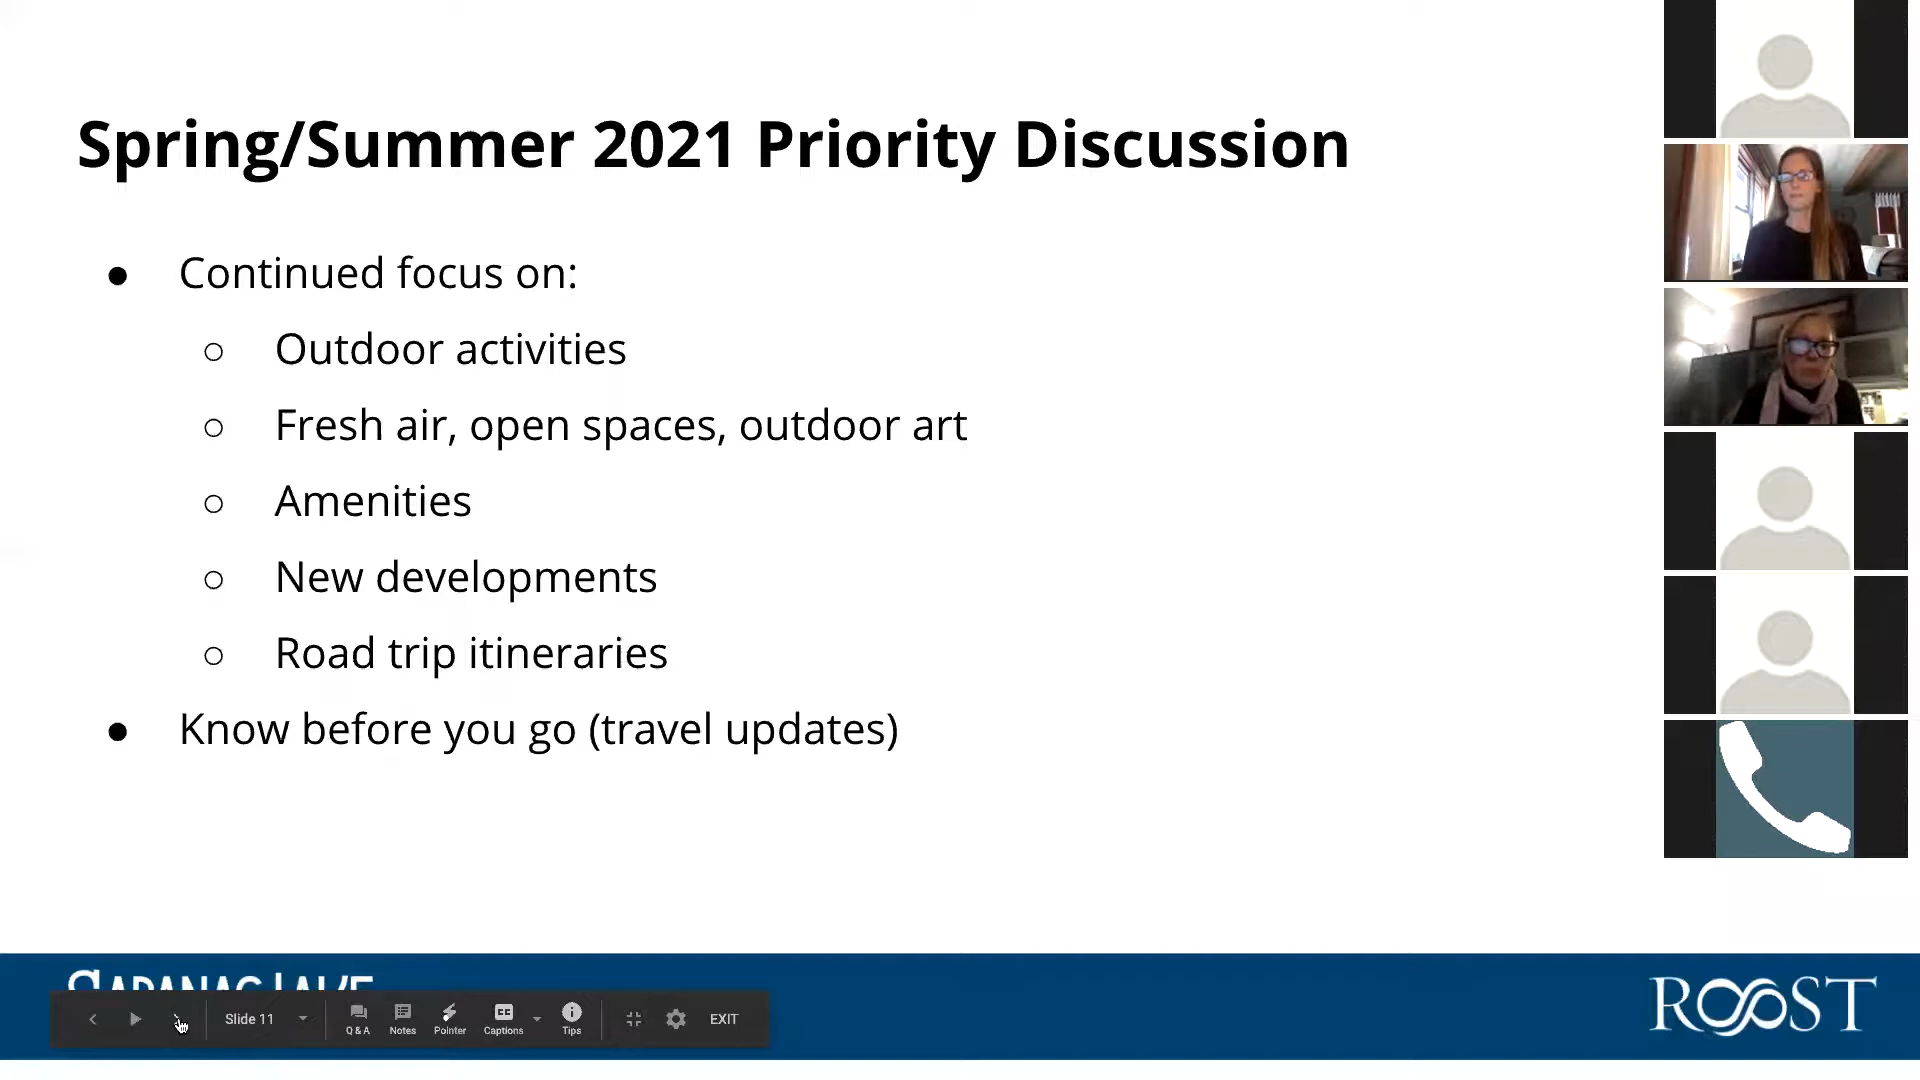 Spring/Summer 2021 Priority Discussion
● Continued focus on:
○ Outdoor activities
○ Fresh air, open spaces, outdoor art
○ Amenities
○ New developments
○ Road trip itineraries
● Know before you go (travel updates)
Slide 11
Q & A
Notes
Pointer
CC
Captions
Tips
EXIT
ROOST